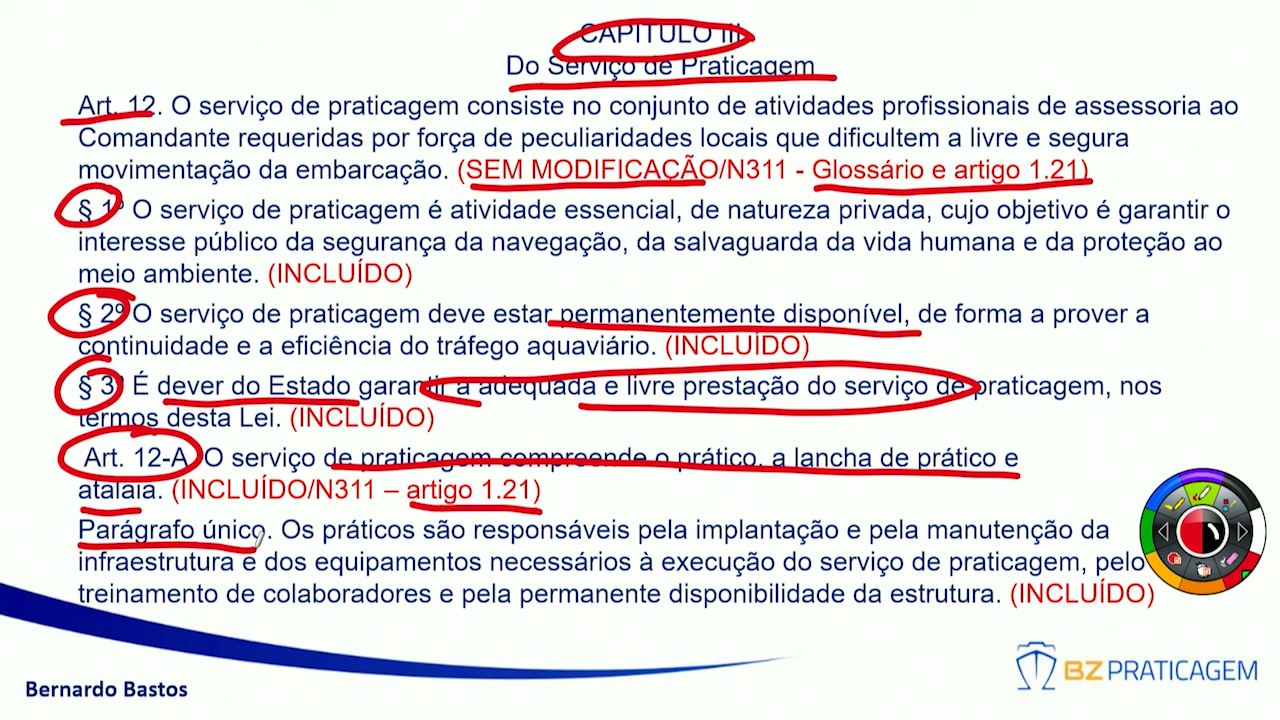 CAPÍTULO III
Do Serviço de Praticagem
Art. 12. O serviço de praticagem consiste no conjunto de atividades profissionais de assessoria ao
Comandante requeridas por força de peculiaridades locais que dificultem a livre e segura
movimentação da embarcação. (SEM MODIFICAÇÃO/N311 - Glossário e artigo 1.21)
§ 1º O serviço de praticagem é atividade essencial, de natureza privada, cujo objetivo é garantir o
interesse público da segurança da navegação, da salvaguarda da vida humana e da proteção ao
meio ambiente. (INCLUÍDO)
§ 2º O serviço de praticagem deve estar permanentemente disponível, de forma a prover a
continuidade e a eficiência do tráfego aquaviário. (INCLUÍDO)
§ 3º É dever do Estado garantir a adequada e livre prestação do serviço de praticagem, nos
termos desta Lei. (INCLUÍDO)
Art. 12-A. O serviço de praticagem compreende o prático, a lancha de prático e
atalaia. (INCLUÍDO/N311 – artigo 1.21)
Parágrafo único. Os práticos são responsáveis pela implantação e pela manutenção da
infraestrutura e dos equipamentos necessários à execução do serviço de praticagem, pelo
treinamento de colaboradores e pela permanente disponibilidade da estrutura. (INCLUÍDO)
Bernardo Bastos
BZPRATICAGEM